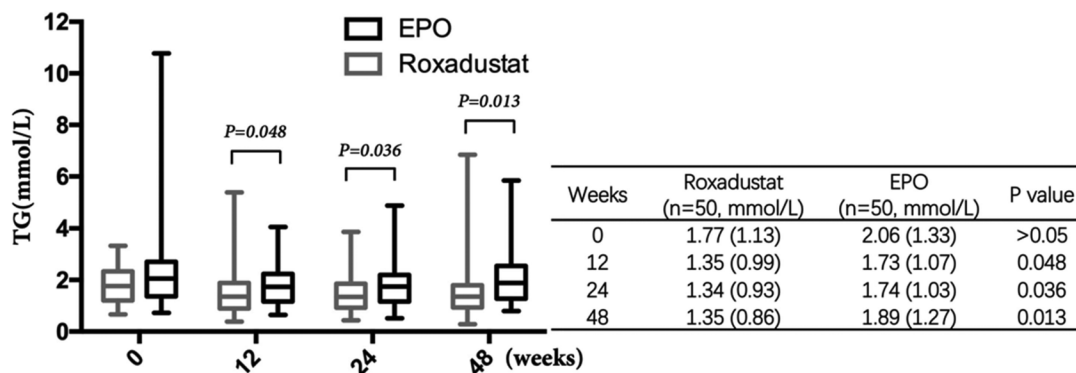 12
10
8
6
4
2
0
TG(mmol/L)
EPO
Roxadustat
P=0.048
P=0.036
P=0.013
0 12 24 48 (weeks)
Weeks Roxadustat (n=50, mmol/L) EPO (n=50, mmol/L) P value
0 1.77 (1.13) 2.06 (1.33) >0.05
12 1.35 (0.99) 1.73 (1.07) 0.048
24 1.34 (0.93) 1.74 (1.03) 0.036
48 1.35 (0.86) 1.89 (1.27) 0.013